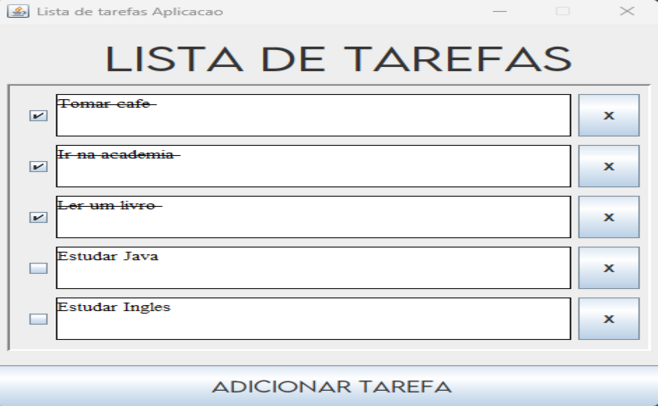 Lista de tarefas Aplicacao
LISTA DE TAREFAS
Tomar cafe
x
Ir na academia
x
Ler um livro
x
Estudar Java
x
Estudar Ingles
x
ADICIONAR TAREFA